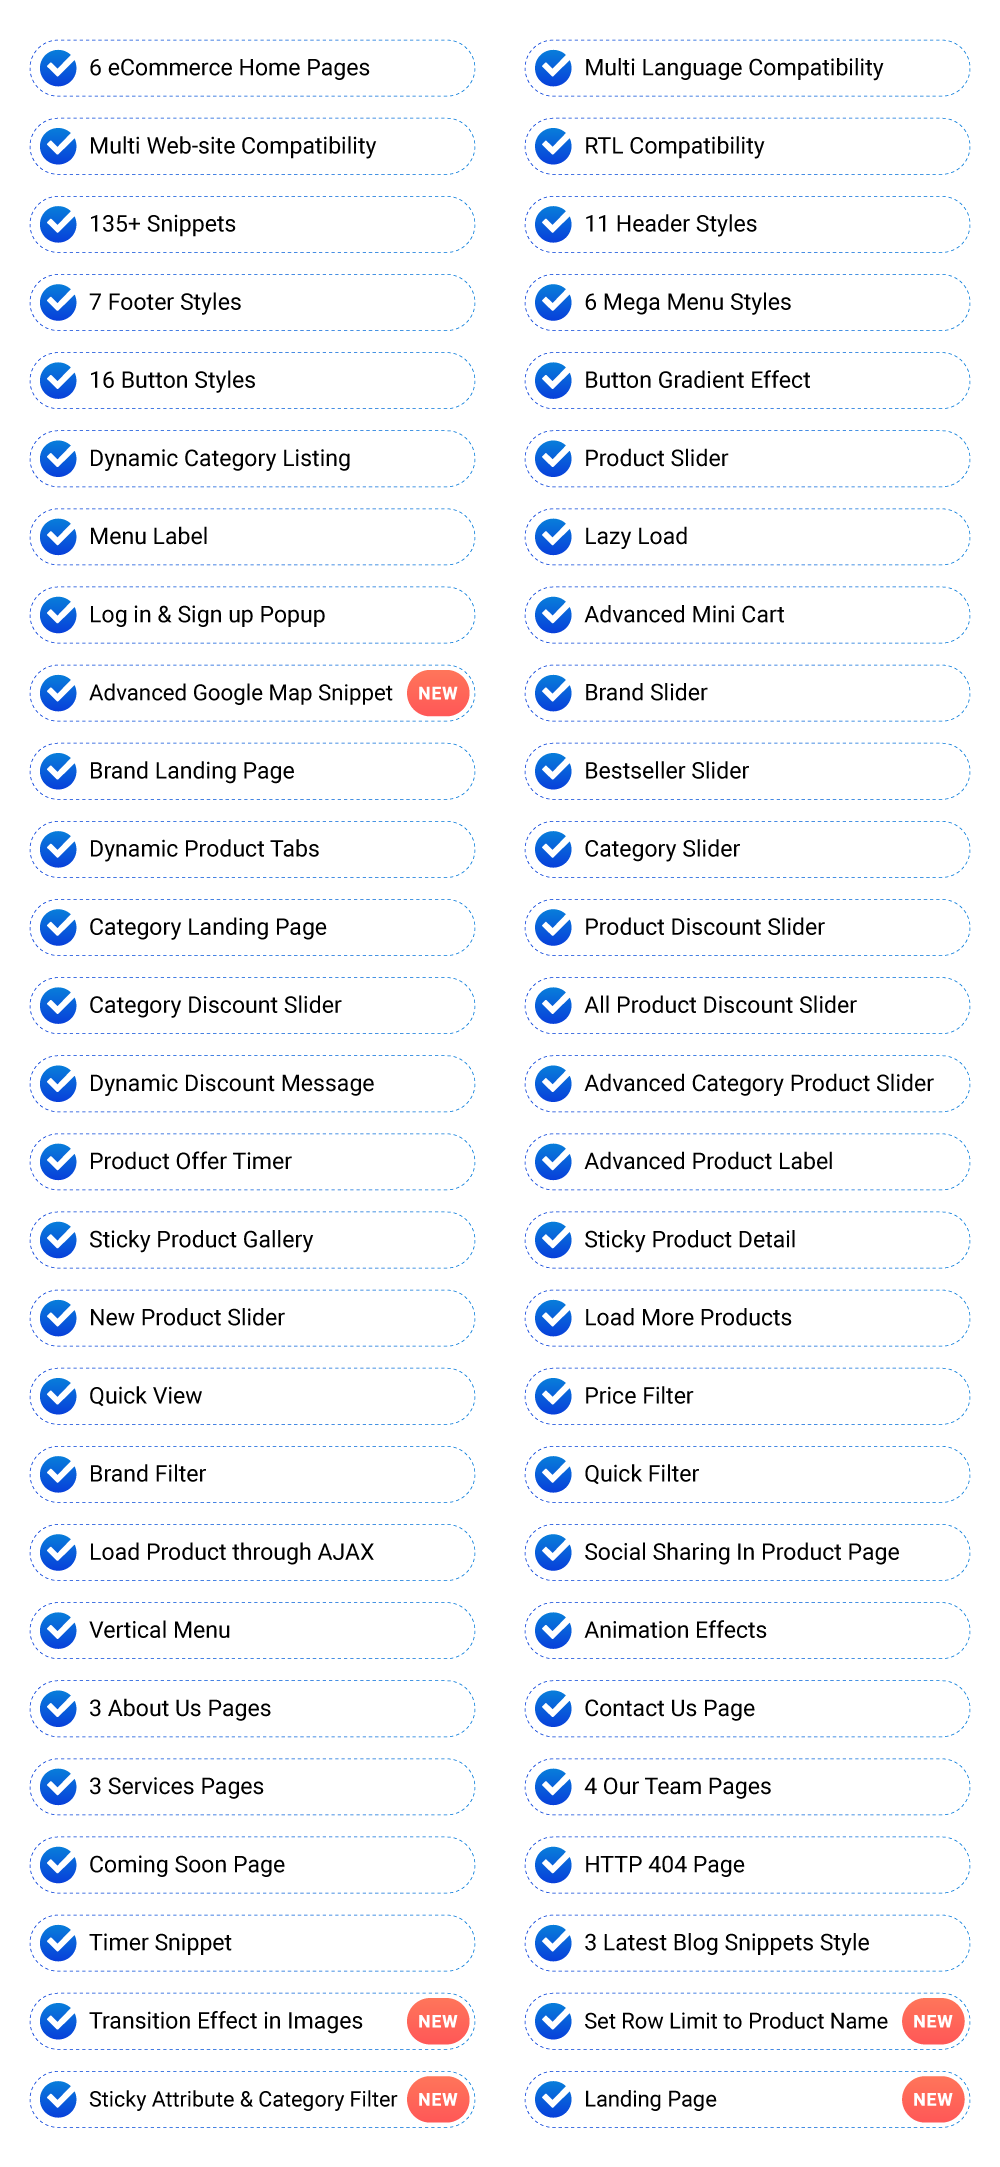 6 eCommerce Home Pages
Multi Language Compatibility
Multi Web-site Compatibility
RTL Compatibility
135+ Snippets
11 Header Styles
7 Footer Styles
6 Mega Menu Styles
16 Button Styles
Button Gradient Effect
Dynamic Category Listing
Product Slider
Menu Label
Lazy Load
Log in & Sign up Popup
Advanced Mini Cart
Advanced Google Map Snippet NEW
Brand Slider
Brand Landing Page
Bestseller Slider
Dynamic Product Tabs
Category Slider
Category Landing Page
Product Discount Slider
Category Discount Slider
All Product Discount Slider
Dynamic Discount Message
Advanced Category Product Slider
Product Offer Timer
Advanced Product Label
Sticky Product Gallery
Sticky Product Detail
New Product Slider
Load More Products
Quick View
Price Filter
Brand Filter
Quick Filter
Load Product through AJAX
Social Sharing In Product Page
Vertical Menu
Animation Effects
3 About Us Pages
Contact Us Page
3 Services Pages
4 Our Team Pages
Coming Soon Page
HTTP 404 Page
Timer Snippet
3 Latest Blog Snippets Style
Transition Effect in Images NEW
Set Row Limit to Product Name NEW
Sticky Attribute & Category Filter NEW
Landing Page NEW